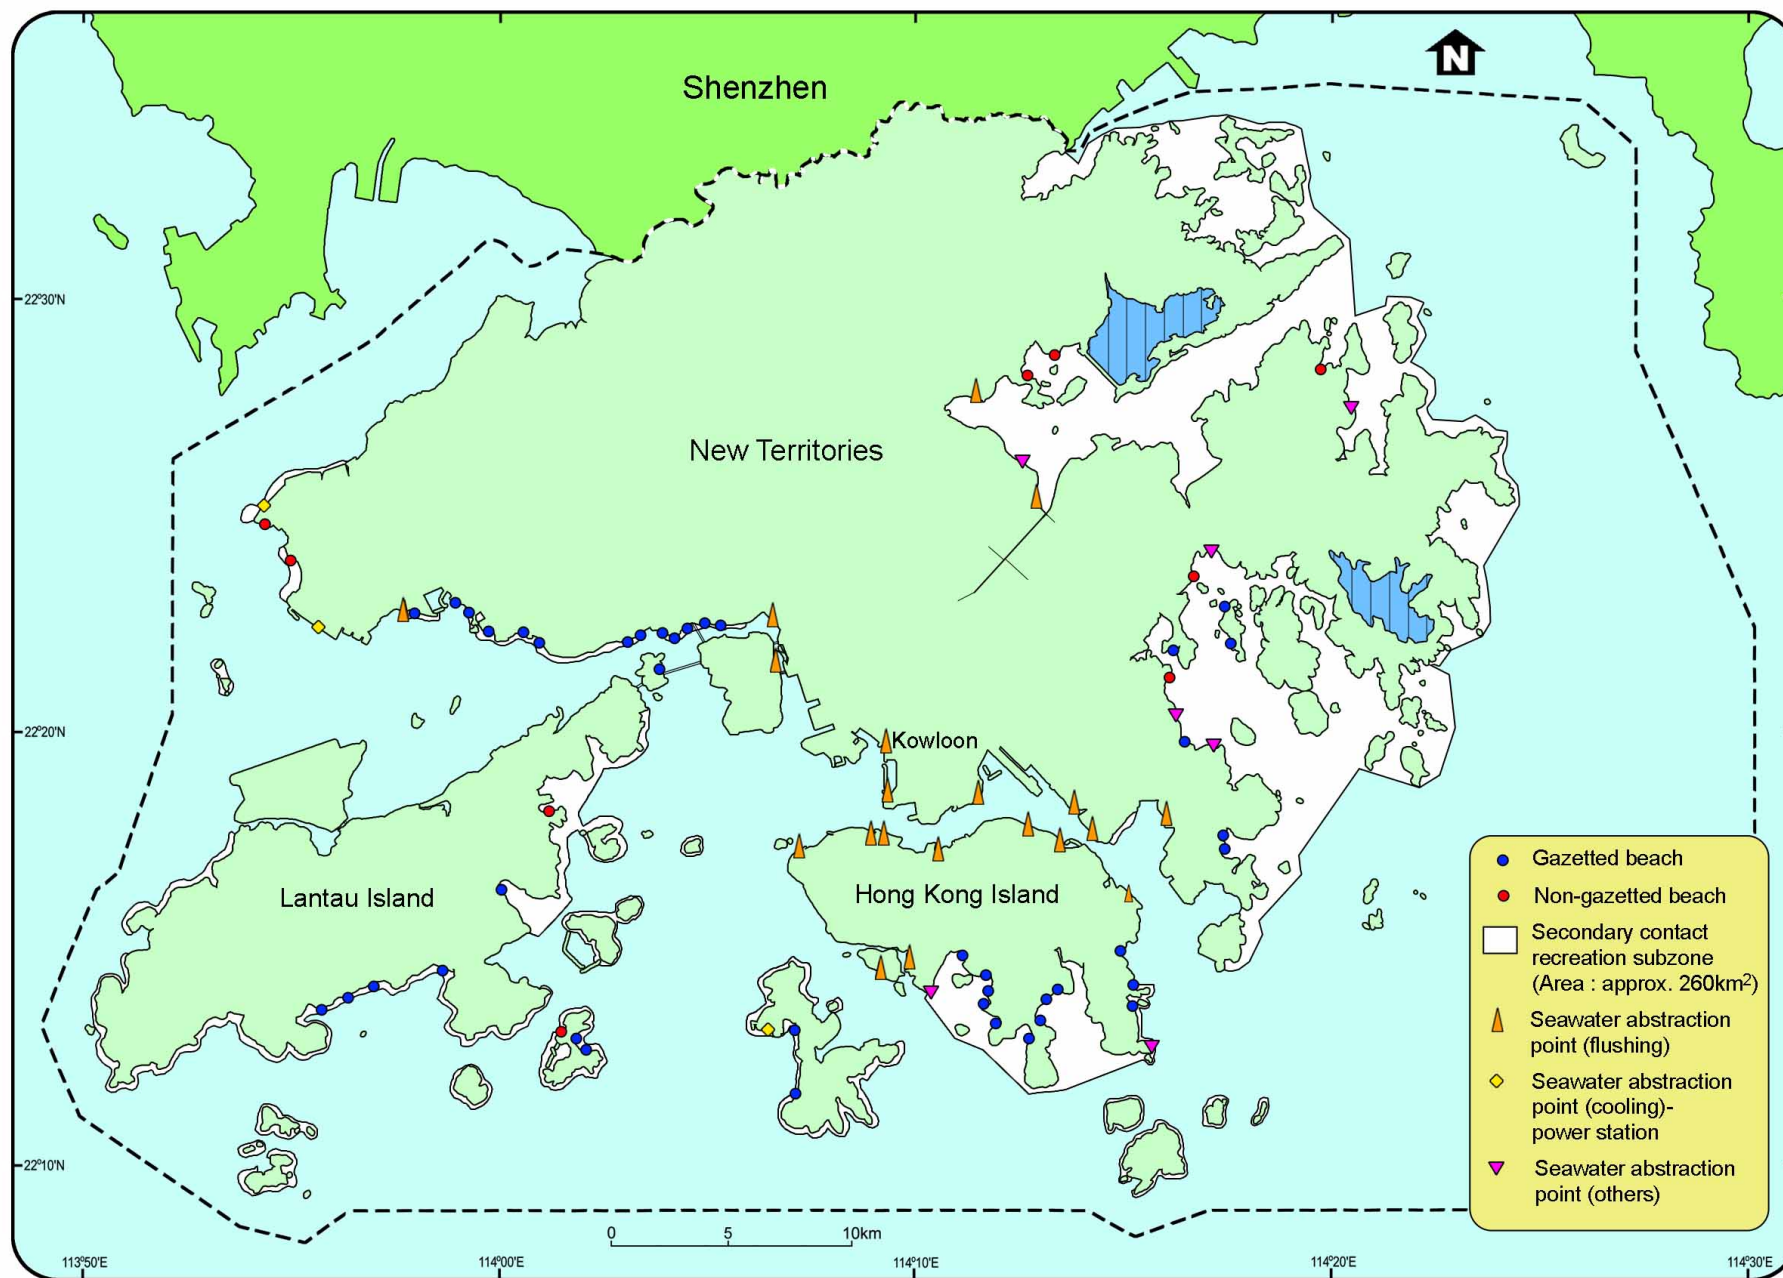 Shenzhen
N
22°30'N
New Territories
22°20'N
Kowloon
Lantau Island
Hong Kong Island
Gazetted beach
Non-gazetted beach
Secondary contact
recreation subzone
(Area : approx. 260km²)
Seawater abstraction
point (flushing)
Seawater abstraction
point (cooling)-
power station
Seawater abstraction
point (others)
22°10'N
0 5 10km
113°50'E 114°00'E 114°10'E 114°20'E 114°30'E